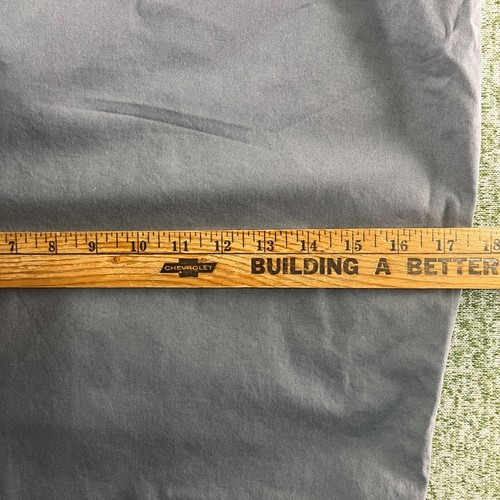 7 8 9 10 11 12 13 14 15 16 17 18
CHEVROLET BUILDING A BETTER